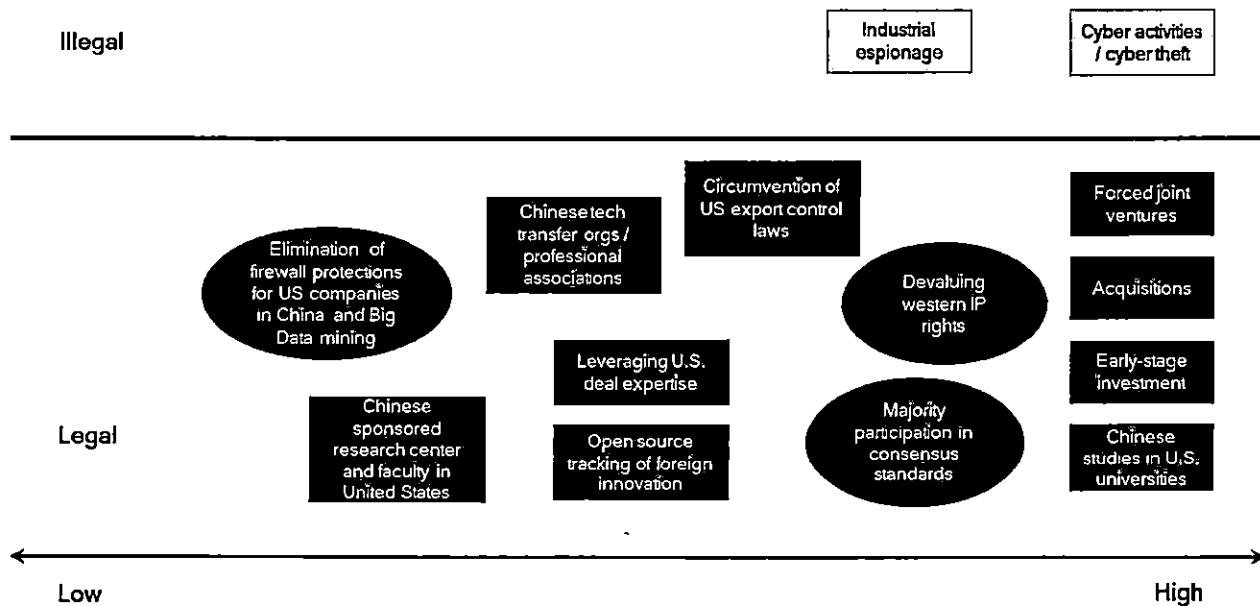 Illegal
Industrial
espionage
Cyber activities
/ cyber theft
Circumvention of
US export control
laws
Forced joint
ventures
Chinese tech
transfer orgs /
professional
associations
Elimination of
firewall protections
for US companies
in China and Big
Data mining
Devaluing
western IP
rights
Acquisitions
Leveraging U.S.
deal expertise
Early-stage
investment
Legal
Chinese
sponsored
research center
and faculty in
United States
Open source
tracking of foreign
innovation
Majority
participation in
consensus
standards
Chinese
studies in U.S.
universities
Low
High